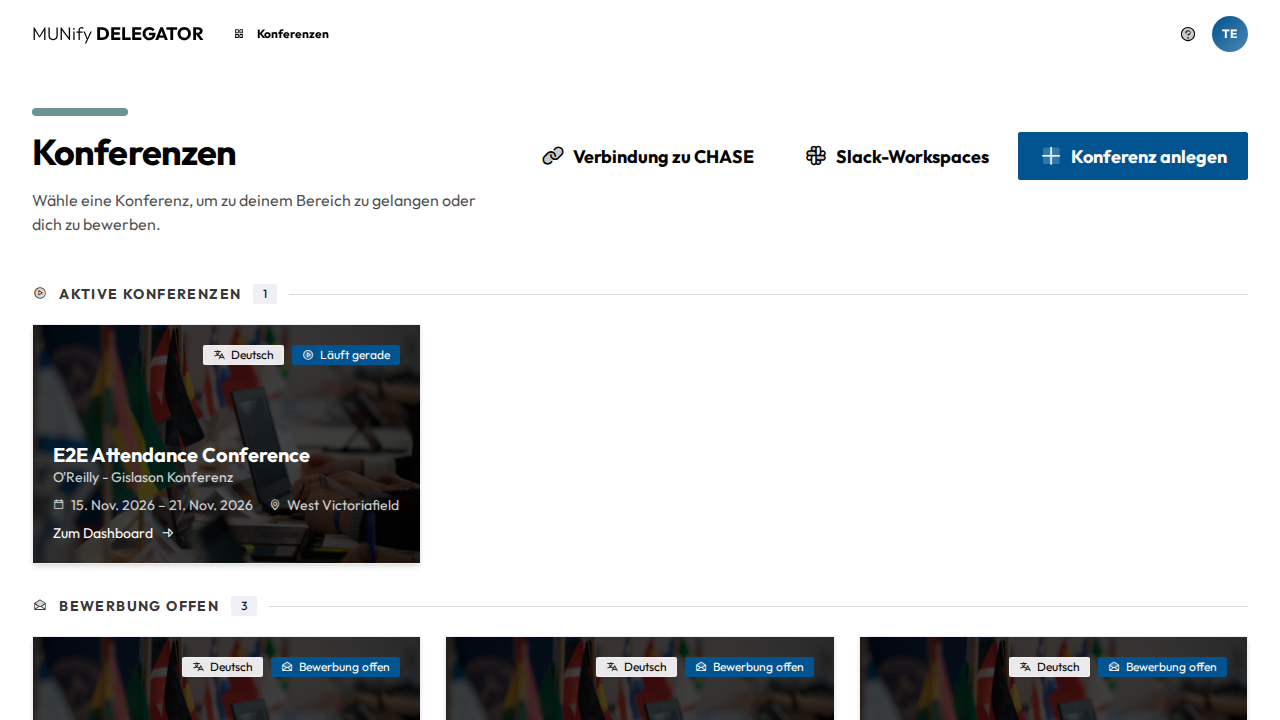 MUNify DELEGATOR
Konferenzen
TE
Konferenzen
Verbindung zu CHASE
Slack-Workspaces
Konferenz anlegen
Wähle eine Konferenz, um zu deinem Bereich zu gelangen oder
dich zu bewerben.
AKTIVE KONFERENZEN 1
Deutsch
Läuft gerade
E2E Attendance Conference
O'Reilly - Gislason Konferenz
15. Nov. 2026 – 21. Nov. 2026
West Victoriafield
Zum Dashboard
BEWERBUNG OFFEN 3
Deutsch
Bewerbung offen
Deutsch
Bewerbung offen
Deutsch
Bewerbung offen